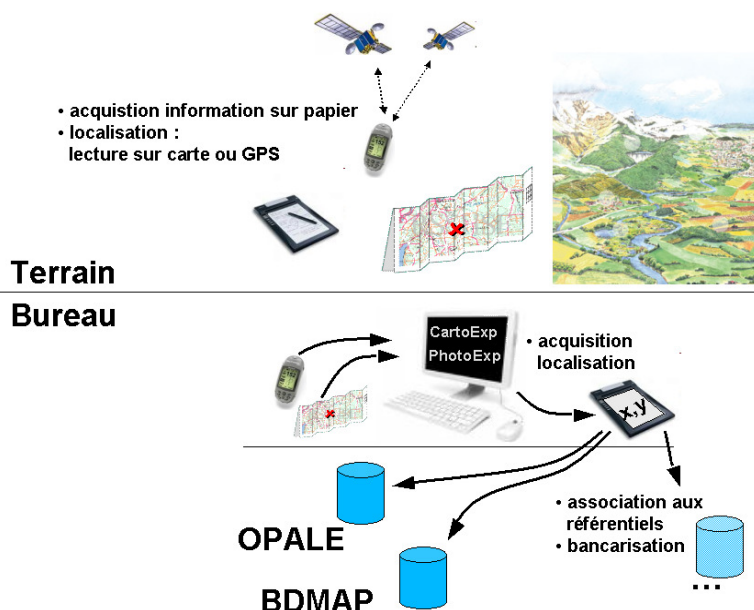 • acquistion information sur papier
• localisation :
lecture sur carte ou GPS
Terrain
Bureau
CartoExp
PhotoExp
• acquisition
localisation
x,y
• association aux
référentiels
• bancarisation
OPALE
BDMAP
...